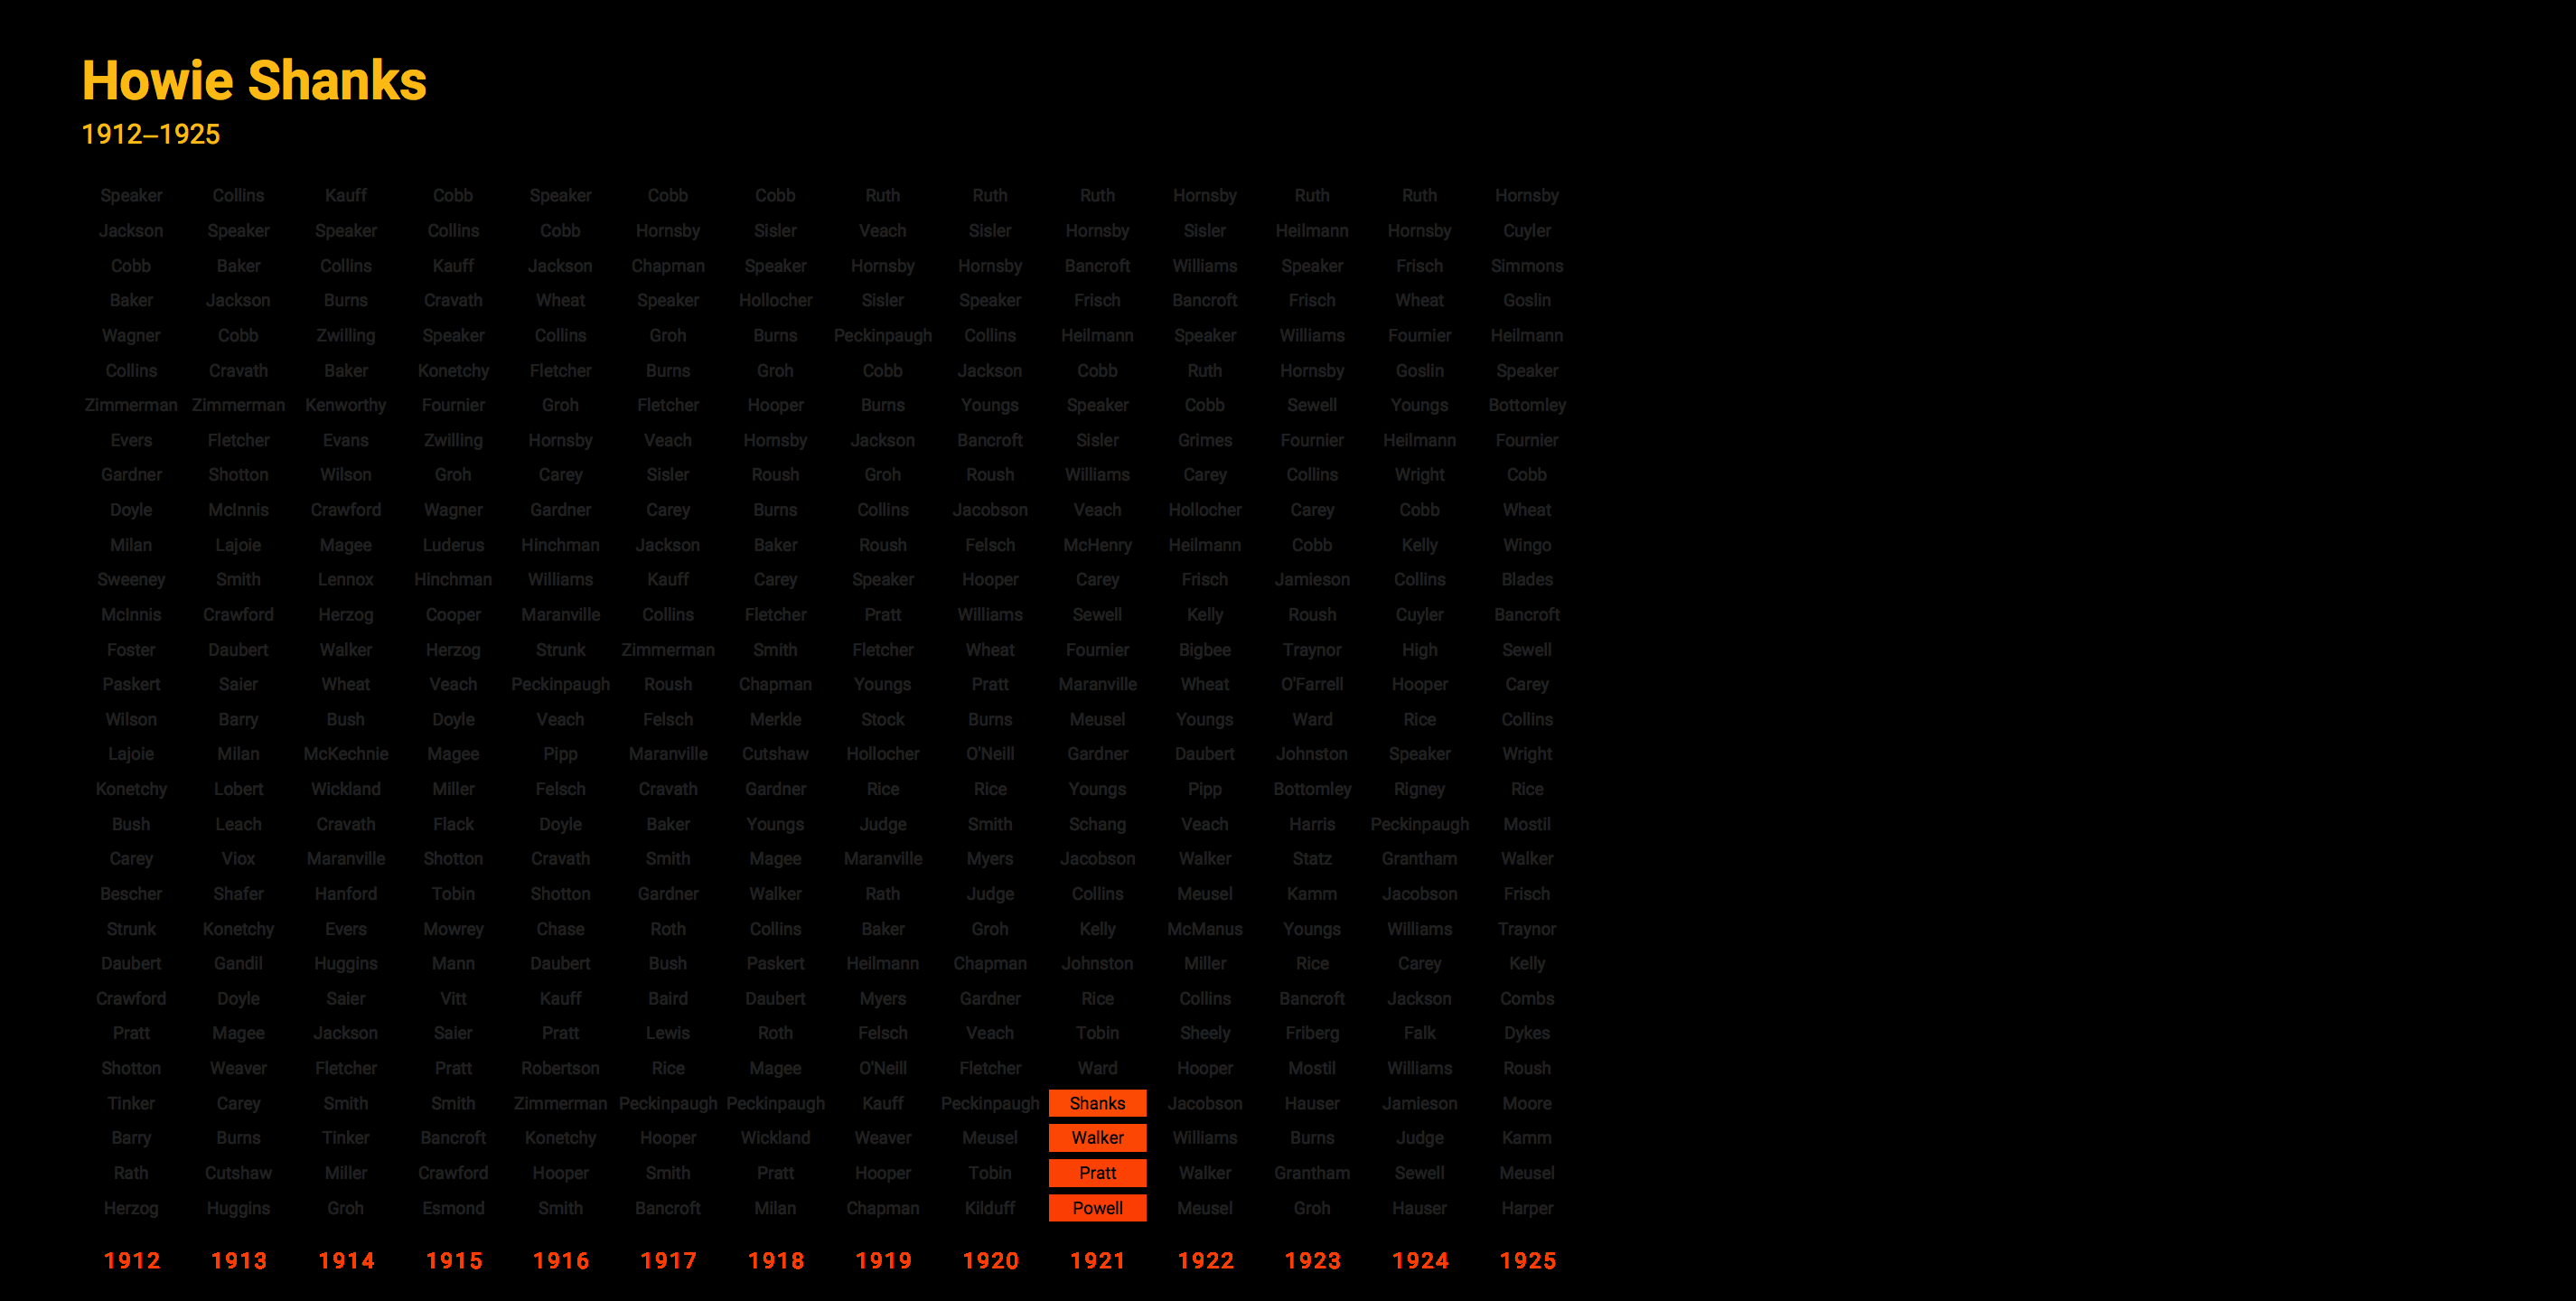 Howie Shanks
1912–1925
Speaker Collins Kauff Cobb Speaker Cobb Cobb Ruth Ruth Ruth Hornsby Ruth Ruth Hornsby
Jackson Speaker Speaker Collins Cobb Hornsby Sisler Veach Sisler Hornsby Sisler Heilmann Hornsby Cuyler
Cobb Baker Collins Kauff Jackson Chapman Speaker Hornsby Hornsby Bancroft Williams Speaker Frisch Simmons
Baker Jackson Burns Cravath Wheat Speaker Hollocher Sisler Speaker Frisch Bancroft Frisch Wheat Goslin
Wagner Cobb Zwilling Speaker Collins Groh Burns Peckinpaugh Collins Heilmann Speaker Williams Fournier Heilmann
Collins Cravath Baker Konetchy Fletcher Burns Groh Cobb Jackson Cobb Ruth Hornsby Goslin Speaker
Zimmerman Zimmerman Kenworthy Fournier Groh Fletcher Hooper Burns Youngs Speaker Cobb Sewell Youngs Bottomley
Evers Fletcher Evans Zwilling Hornsby Veach Hornsby Jackson Bancroft Sisler Grimes Fournier Heilmann Fournier
Gardner Shotton Wilson Groh Carey Sisler Roush Groh Roush Williams Carey Collins Wright Cobb
Doyle McInnis Crawford Wagner Gardner Carey Burns Collins Jacobson Veach Hollocher Carey Cobb Wheat
Milan Lajoie Magee Luderus Hinchman Jackson Baker Roush Felsch McHenry Heilmann Cobb Kelly Wingo
Sweeney Smith Lennox Hinchman Williams Kauff Carey Speaker Hooper Carey Frisch Jamieson Collins Blades
McInnis Crawford Herzog Cooper Maranville Collins Fletcher Pratt Williams Sewell Kelly Roush Cuyler Bancroft
Foster Daubert Walker Herzog Strunk Zimmerman Smith Fletcher Wheat Fournier Bigbee Traynor High Sewell
Paskert Saier Wheat Veach Peckinpaugh Roush Chapman Youngs Pratt Maranville Wheat O'Farrell Hooper Carey
Wilson Barry Bush Doyle Veach Felsch Merkle Stock Burns Meusel Youngs Ward Rice Collins
Lajoie Milan McKechnie Magee Pipp Maranville Cutshaw Hollocher O'Neill Gardner Daubert Johnston Speaker Wright
Konetchy Lobert Wickland Miller Felsch Cravath Gardner Rice Rice Youngs Pipp Bottomley Rigney Rice
Bush Leach Cravath Flack Doyle Baker Youngs Judge Smith Schang Veach Harris Peckinpaugh Mostil
Carey Viox Maranville Shotton Cravath Smith Magee Maranville Myers Jacobson Walker Statz Grantham Walker
Bescher Shafer Hanford Tobin Shotton Gardner Walker Rath Judge Collins Meusel Kamm Jacobson Frisch
Strunk Konetchy Evers Mowrey Chase Roth Collins Baker Groh Kelly McManus Youngs Williams Traynor
Daubert Gandil Huggins Mann Daubert Bush Paskert Heilmann Chapman Johnston Miller Rice Carey Kelly
Crawford Doyle Saier Vitt Kauff Baird Daubert Myers Gardner Rice Collins Bancroft Jackson Combs
Pratt Magee Jackson Saier Pratt Lewis Roth Felsch Veach Tobin Sheely Friberg Falk Dykes
Shotton Weaver Fletcher Pratt Robertson Rice Magee O'Neill Fletcher Ward Hooper Mostil Williams Roush
Tinker Carey Smith Smith Zimmerman Peckinpaugh Peckinpaugh Kauff Peckinpaugh Shanks Jacobson Hauser Jamieson Moore
Barry Burns Tinker Bancroft Konetchy Hooper Wickland Weaver Meusel Walker Williams Burns Judge Kamm
Rath Cutshaw Miller Crawford Hooper Smith Pratt Hooper Tobin Pratt Walker Grantham Sewell Meusel
Herzog Huggins Groh Esmond Smith Bancroft Milan Chapman Kilduff Powell Meusel Groh Hauser Harper
1912 1913 1914 1915 1916 1917 1918 1919 1920 1921 1922 1923 1924 1925